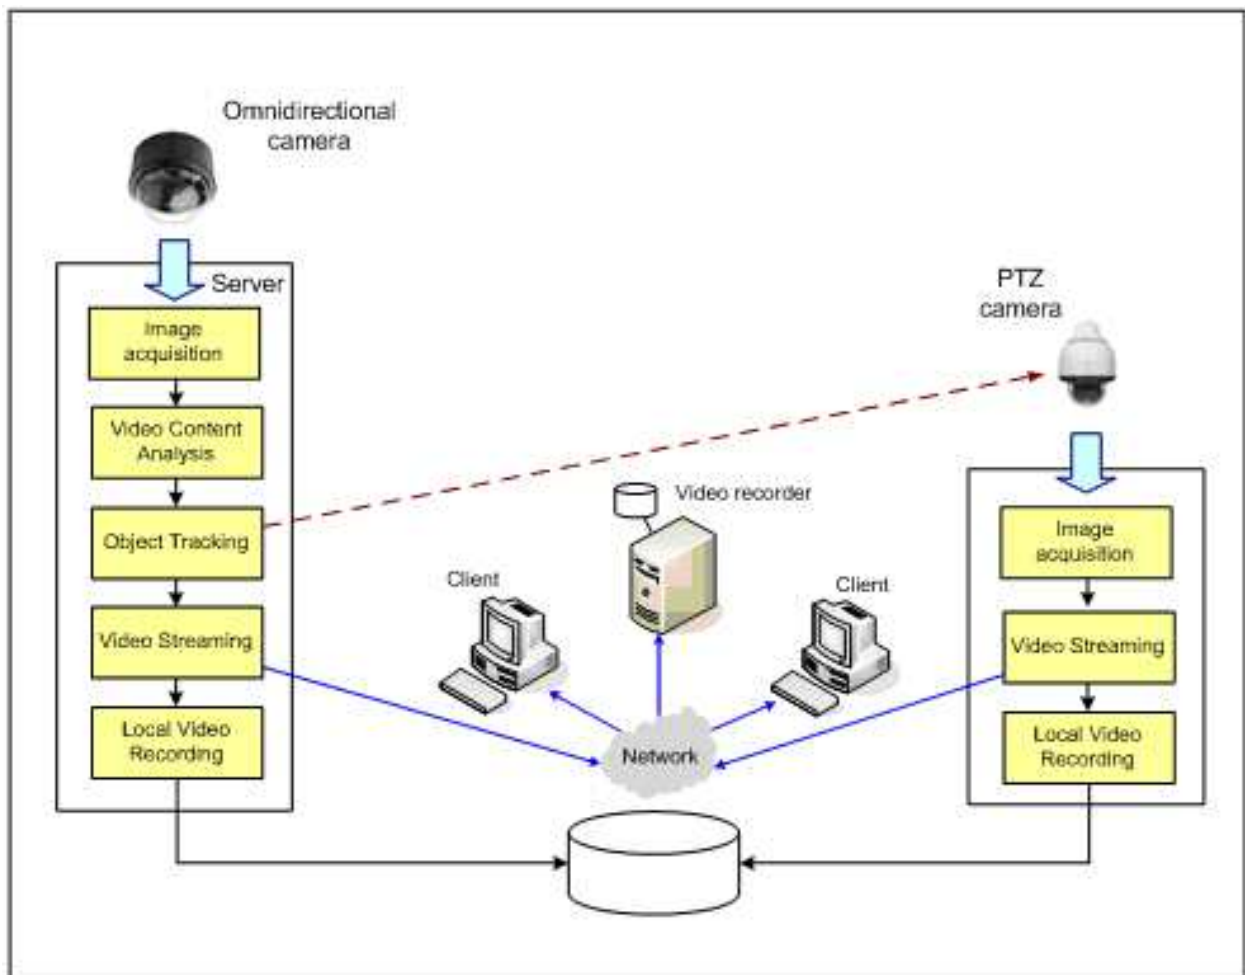 Omnidirectional
camera
Server
Image
acquisition
Video Content
Analysis
Object Tracking
Video Streaming
Local Video
Recording
Video recorder
Client
Client
Network
PTZ
camera
Image
acquisition
Video Streaming
Local Video
Recording